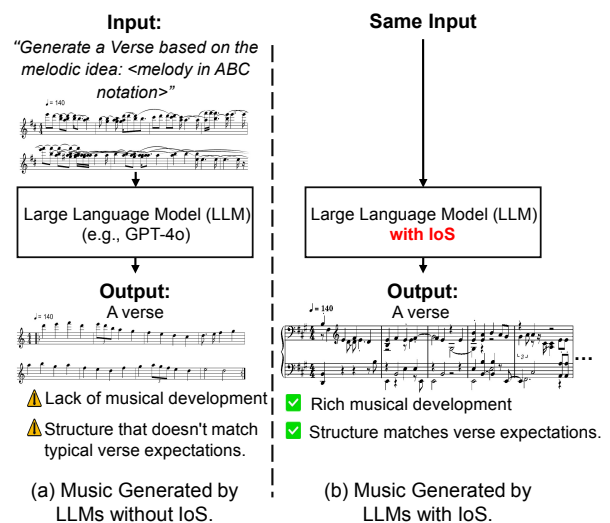 Input:
“Generate a Verse based on the
melodic idea: <melody in ABC
notation>”
♩ = 140
Large Language Model (LLM)
(e.g., GPT-4o)
Output:
A verse
♩ = 140
Lack of musical development
Structure that doesn't match
typical verse expectations.
(a) Music Generated by
LLMs without IoS.
Same Input
Large Language Model (LLM)
with IoS
Output:
♩ = 140
A verse
...
Rich musical development
Structure matches verse expectations.
(b) Music Generated by
LLMs with IoS.